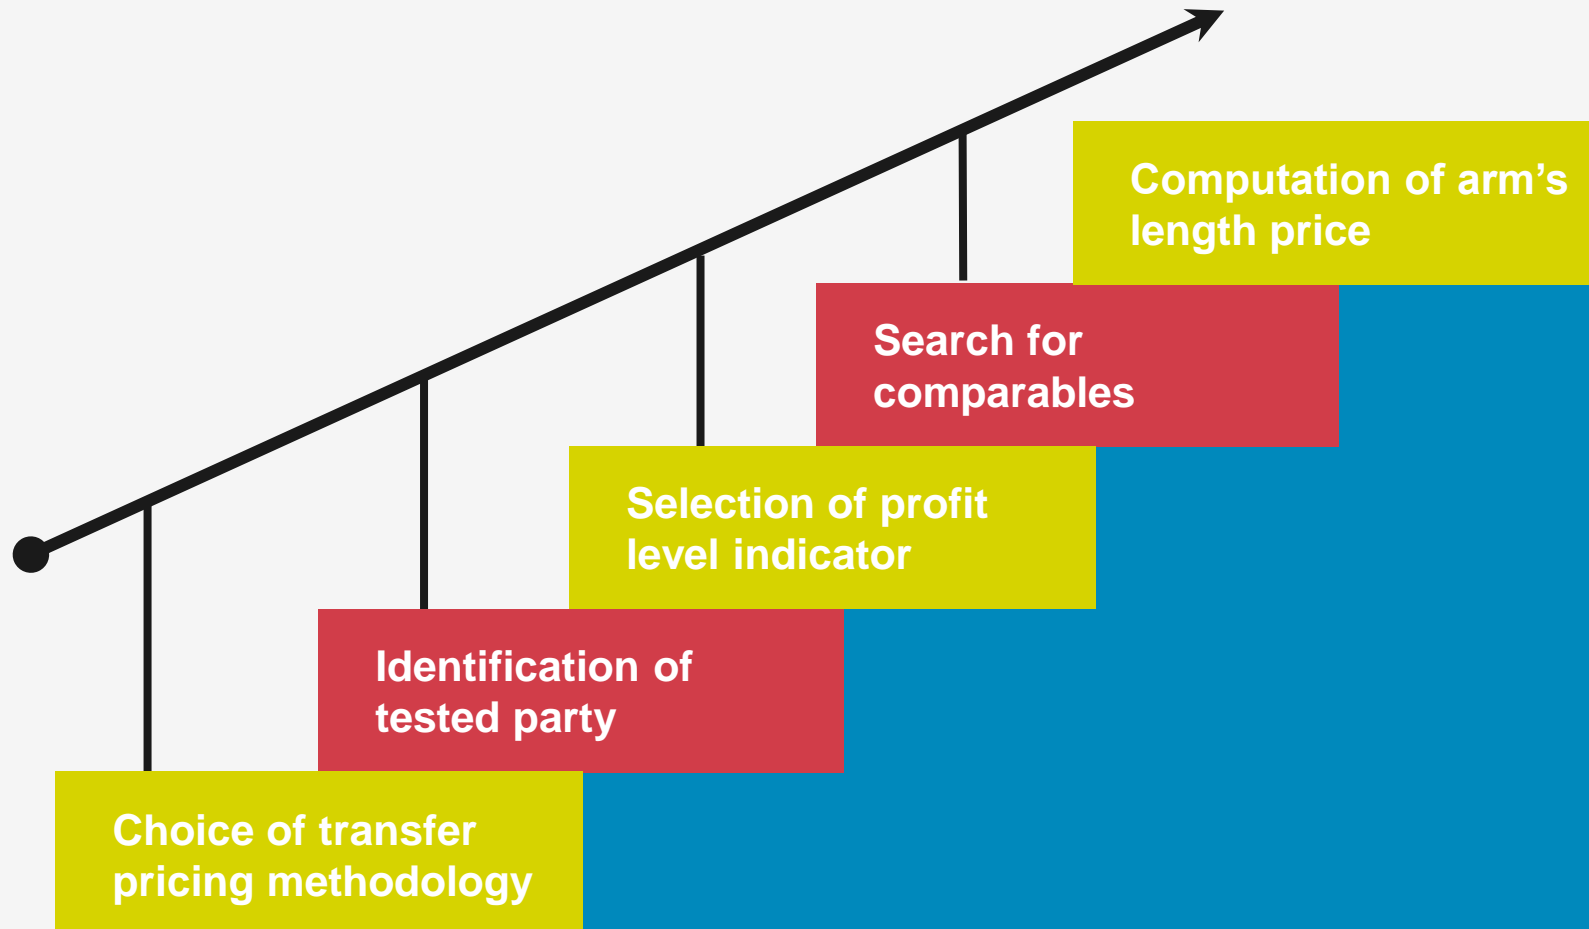 Computation of arm’s
length price
Search for
comparables
Selection of profit
level indicator
Identification of
tested party
Choice of transfer
pricing methodology